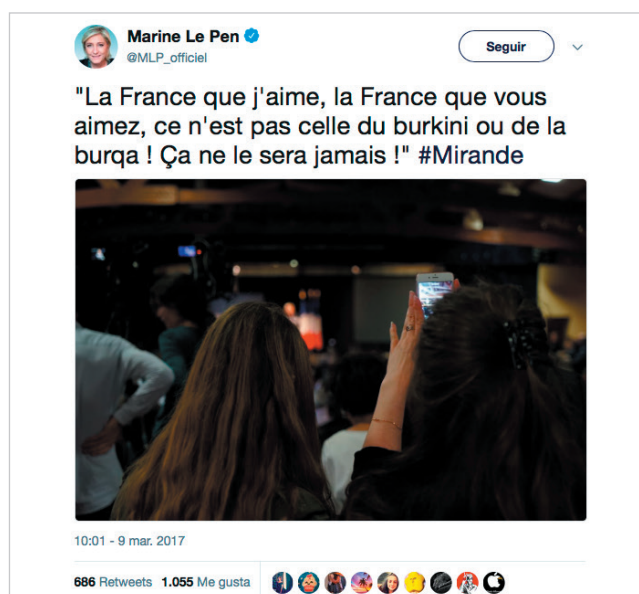 Marine Le Pen
@MLP_officiel
Seguir
"La France que j'aime, la France que vous
aimez, ce n'est pas celle du burkini ou de la
burqa ! Ça ne le sera jamais !" #Mirande
10:01 - 9 mar. 2017
686 Retweets 1.055 Me gusta